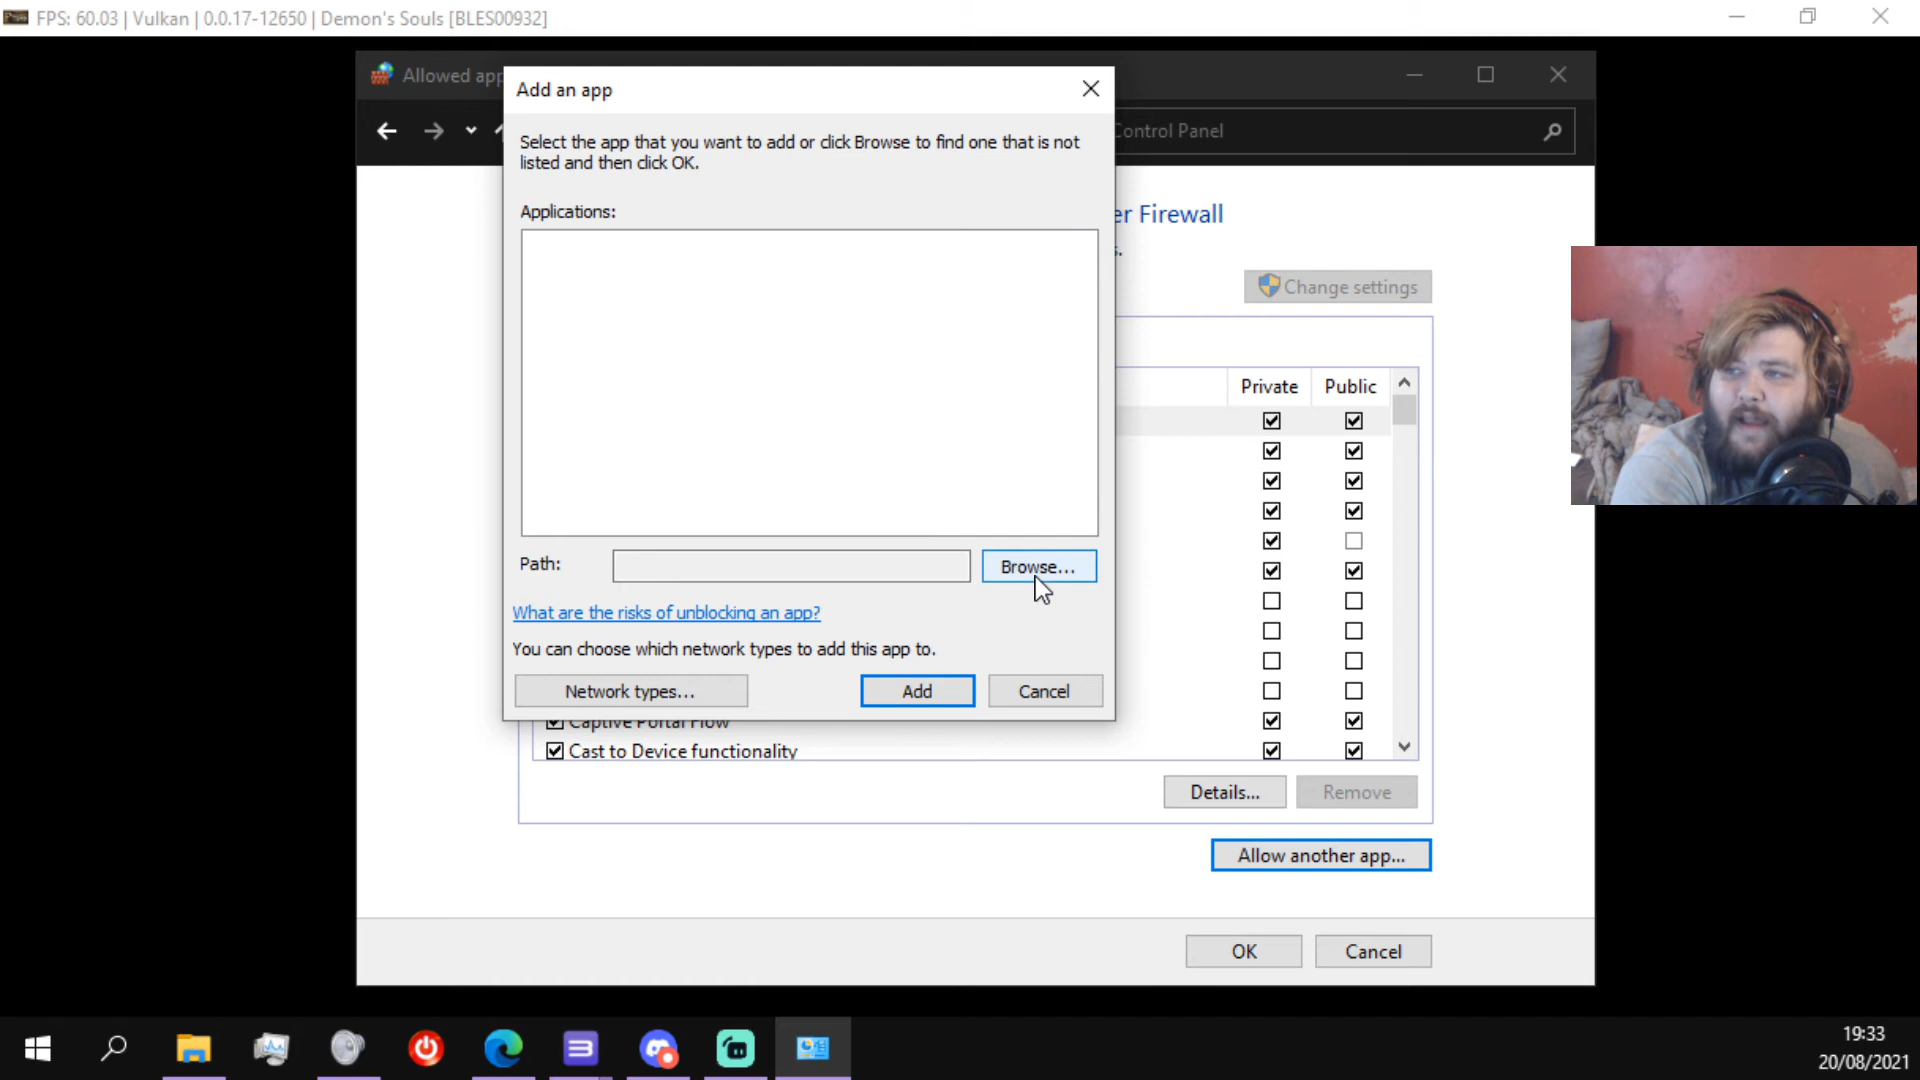 FPS: 60.03 | Vulkan | 0.0.17-12650 | Demon's Souls [BLES00932]
Allowed app
Add an app
Control Panel
Select the app that you want to add or click Browse to find one that is not
listed and then click OK.
Applications:
er Firewall
s.
Change settings
Private Public
Path:
Browse...
What are the risks of unblocking an app?
You can choose which network types to add this app to.
Network types...
Add
Cancel
Captive Portal Flow
Cast to Device functionality
Details...
Remove
Allow another app...
OK
Cancel
19:33
20/08/2021